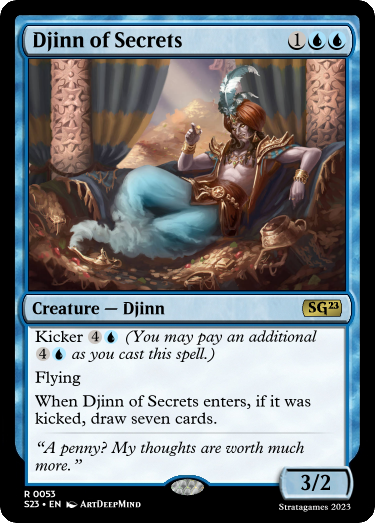 Djinn of Secrets 1
Creature — Djinn SG23
Kicker 4 (You may pay an additional
4 as you cast this spell.)
Flying
When Djinn of Secrets enters, if it was
kicked, draw seven cards.
“A penny? My thoughts are worth much
more.”
3/2
R 0053
S23 • EN ArtDeepMind
Stratagames 2023